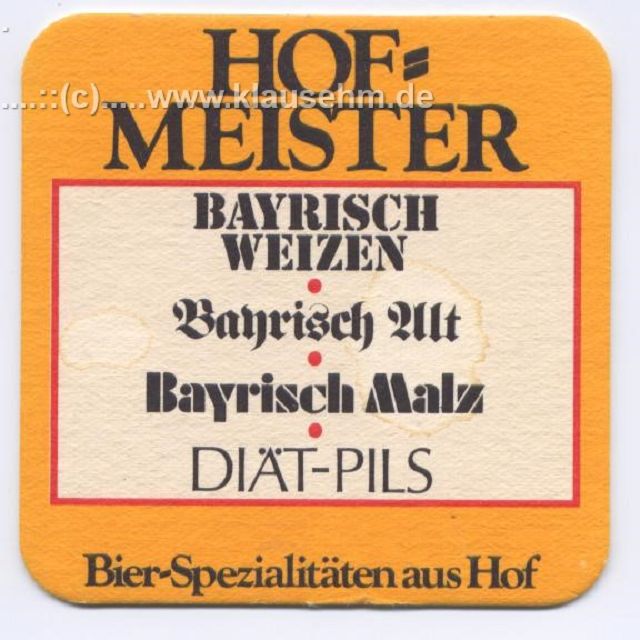 HOF=
....::(c).....www.klausehm.de
MEISTER
BAYRISCH
WEIZEN
Bayrisch Alt
Bayrisch Malz
DIÄT-PILS
Bier-Spezialitäten aus Hof